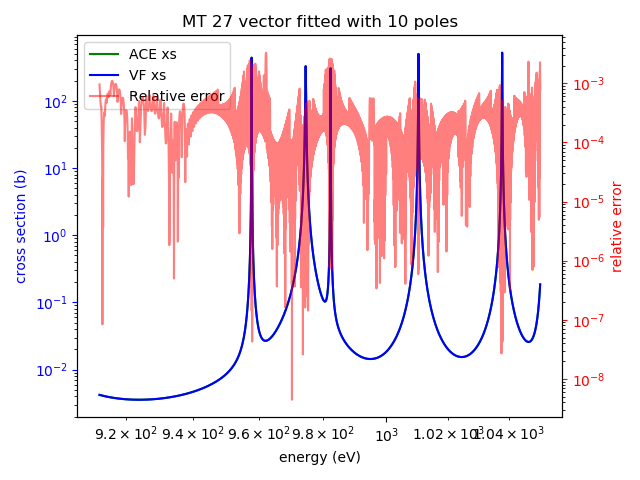 MT 27 vector fitted with 10 poles
ACE xs
VF xs
Relative error
cross section (b)
10²
10¹
10⁰
10⁻¹
10⁻²
relative error
10⁻³
10⁻⁴
10⁻⁵
10⁻⁶
10⁻⁷
10⁻⁸
9.2 × 10² 9.4 × 10² 9.6 × 10² 9.8 × 10² 10³ 1.02 × 10³ 1.04 × 10³
energy (eV)